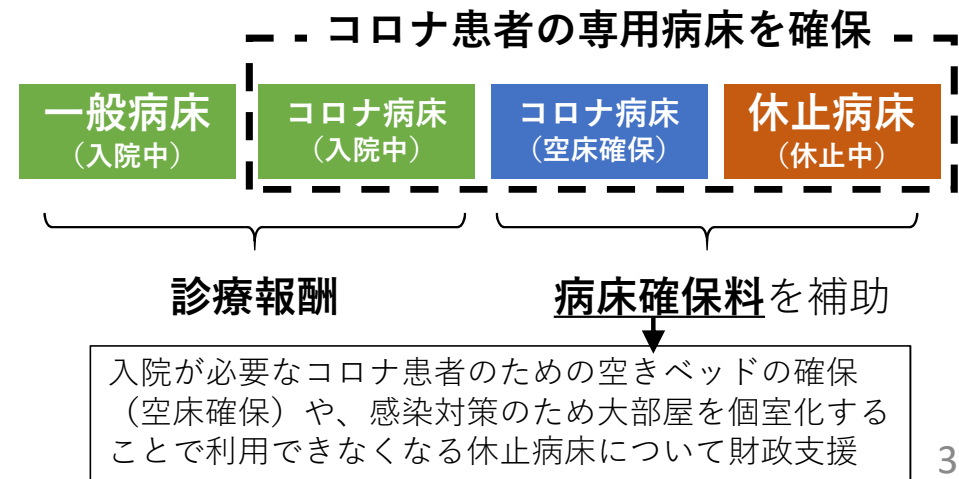 コロナ患者の専用病床を確保
一般病床
（入院中）
コロナ病床
（入院中）
コロナ病床
（空床確保）
休止病床
（休止中）
診療報酬
病床確保料を補助
入院が必要なコロナ患者のための空きベッドの確保
（空床確保）や、感染対策のため大部屋を個室化する
ことで利用できなくなる休止病床について財政支援
3